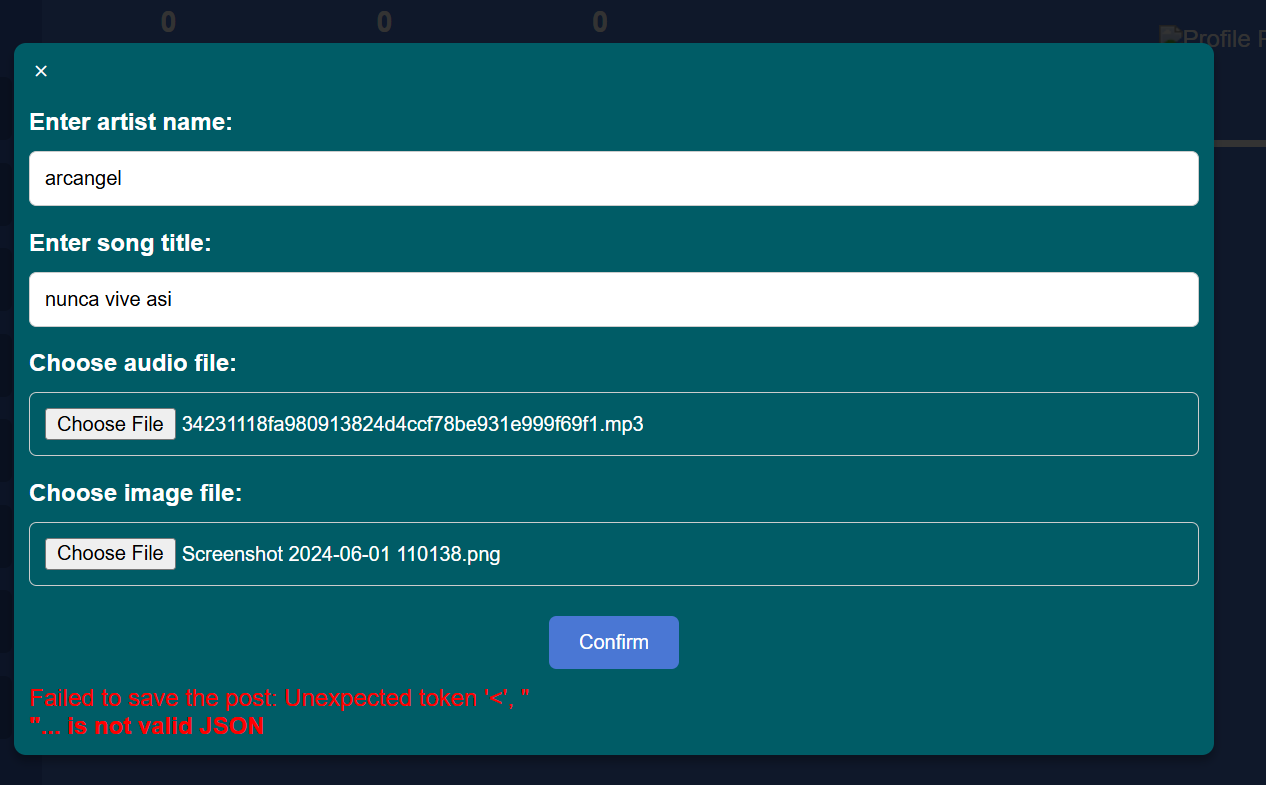 0 0 0
Profile
×
Enter artist name:
arcangel
Enter song title:
nunca vive asi
Choose audio file:
Choose File 34231118fa980913824d4ccf78be931e999f69f1.mp3
Choose image file:
Choose File Screenshot 2024-06-01 110138.png
Confirm
Failed to save the post: Unexpected token '<', "
"... is not valid JSON